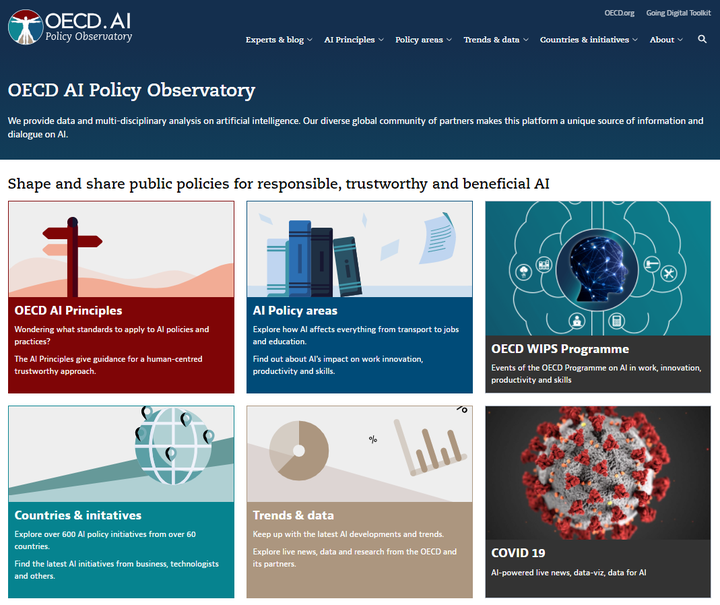 OECD.org Going Digital Toolkit
OECD.AI
Policy Observatory
Experts & blog AI Principles Policy areas Trends & data Countries & initiatives About
OECD AI Policy Observatory
We provide data and multi-disciplinary analysis on artificial intelligence. Our diverse global community of partners makes this platform a unique source of information and
dialogue on AI.
Shape and share public policies for responsible, trustworthy and beneficial AI
OECD AI Principles
Wondering what standards to apply to AI policies and
practices?
The AI Principles give guidance for a human-centred
trustworthy approach.
AI Policy areas
Explore how AI affects everything from transport to jobs
and education.
Find out about AI's impact on work innovation,
productivity and skills.
OECD WIPS Programme
Events of the OECD Programme on AI in work, innovation,
productivity and skills
Countries & initatives
Explore over 600 AI policy initiatives from over 60
countries.
Find the latest AI initiatives from business, technologists
and others.
%
%
Trends & data
Keep up with the latest AI developments and trends.
Explore live news, data and research from the OECD and
its partners.
COVID 19
AI-powered live news, data-viz, data for AI